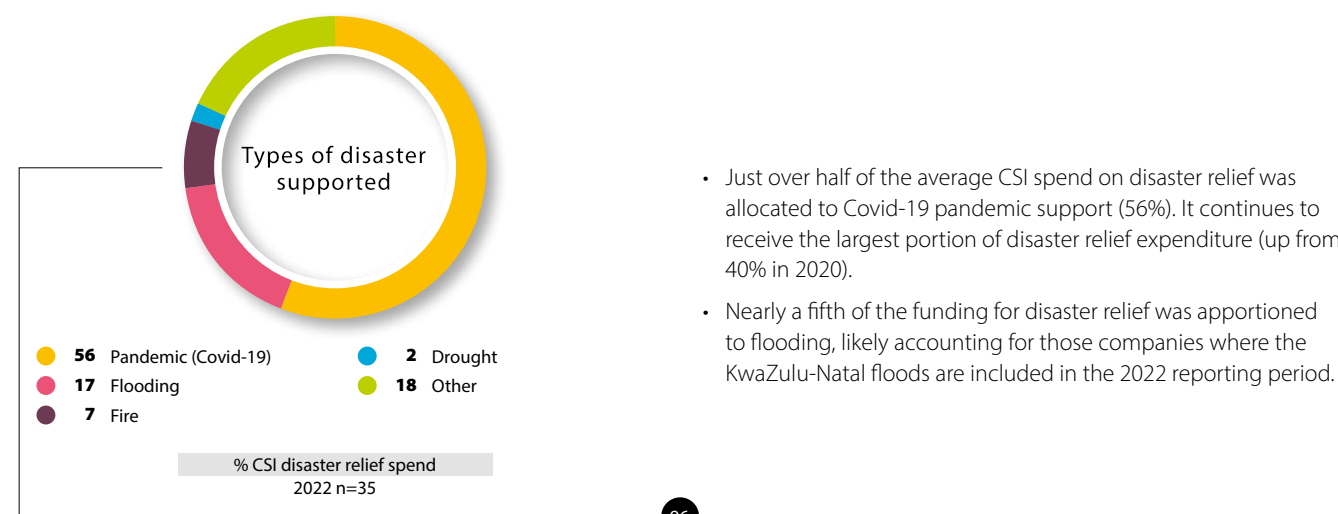 Types of disaster
supported
56 Pandemic (Covid-19)
17 Flooding
7 Fire
2 Drought
18 Other
% CSI disaster relief spend
2022 n=35
• Just over half of the average CSI spend on disaster relief was
allocated to Covid-19 pandemic support (56%). It continues to
receive the largest portion of disaster relief expenditure (up from
40% in 2020).
• Nearly a fifth of the funding for disaster relief was apportioned
to flooding, likely accounting for those companies where the
KwaZulu-Natal floods are included in the 2022 reporting period.